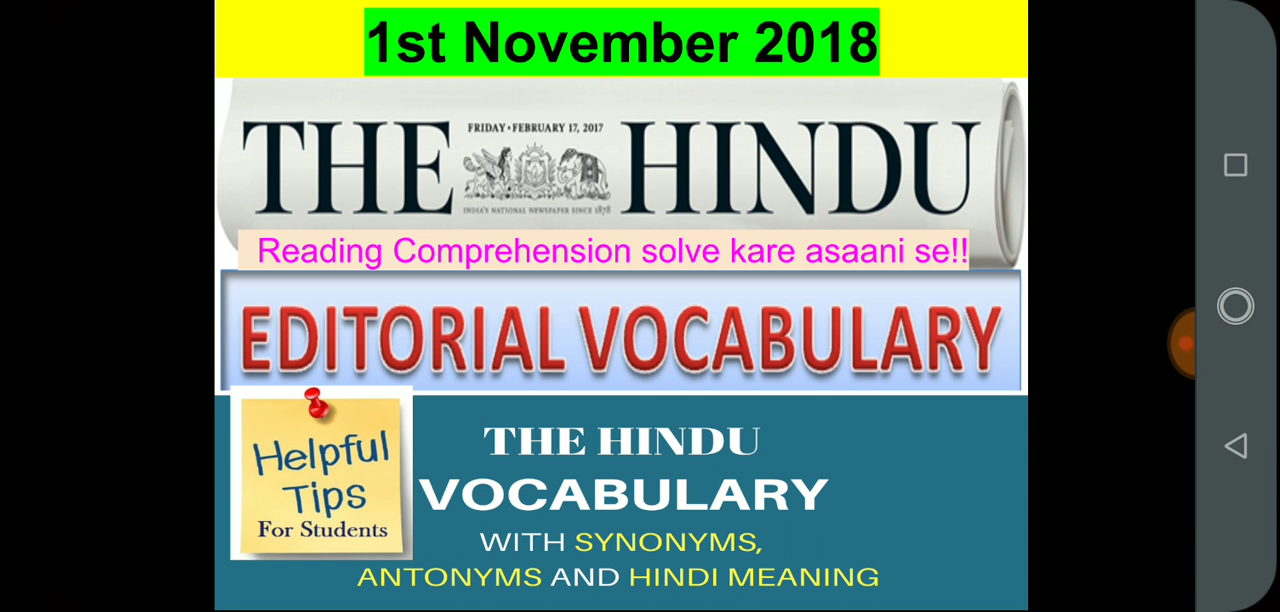 1st November 2018
THE HINDU
FRIDAY • FEBRUARY 17, 2017
INDIA'S NATIONAL NEWSPAPER SINCE 1878
Reading Comprehension solve kare asaani se!!
EDITORIAL VOCABULARY
Helpful
Tips
For Students
THE HINDU
VOCABULARY
WITH SYNONYMS,
ANTONYMS AND HINDI MEANING